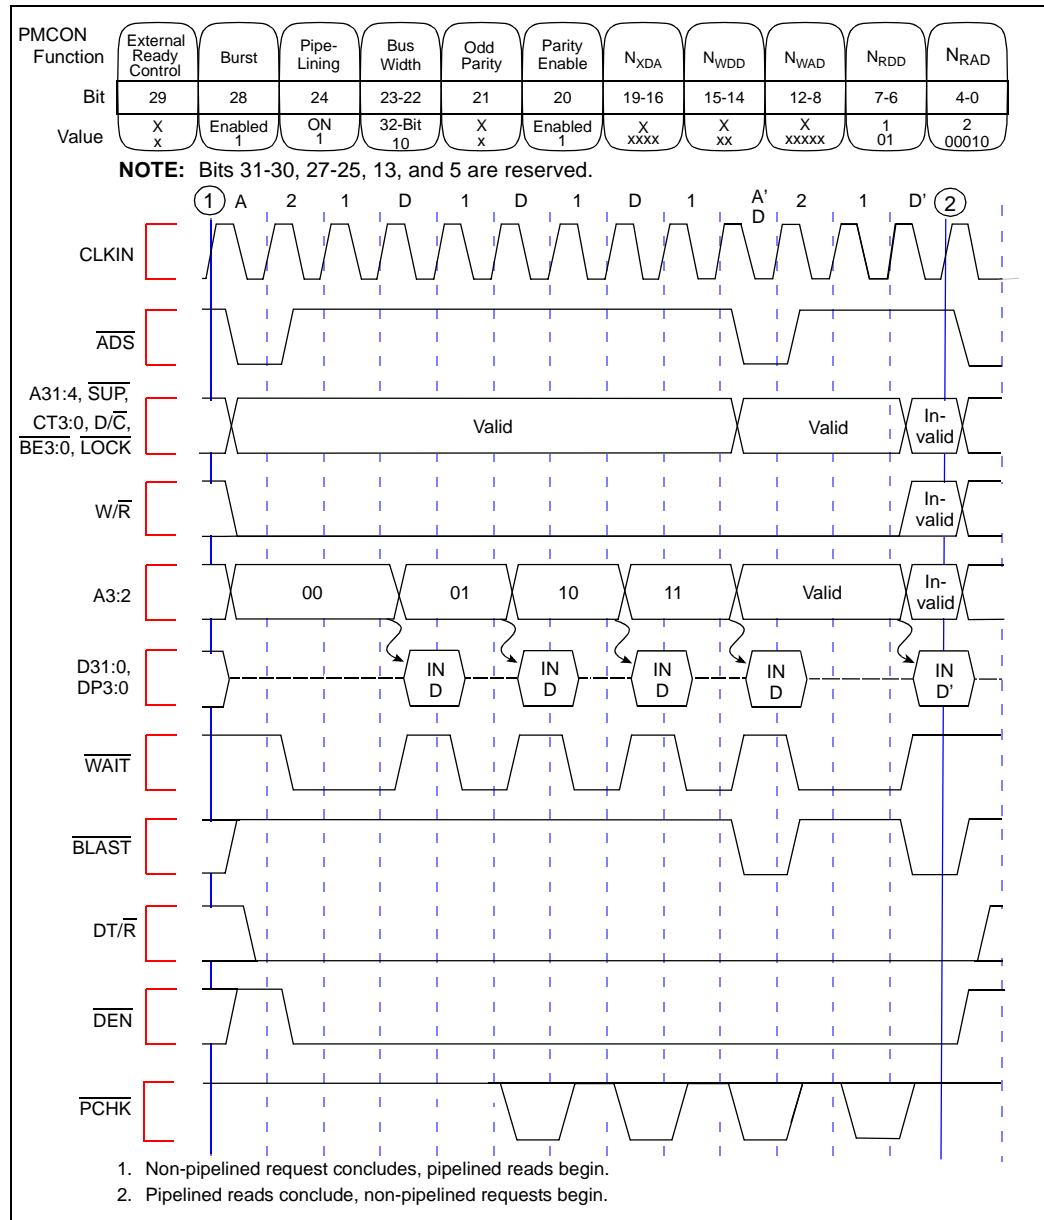 PMCON Function
External Ready Control
Burst
Pipe-Lining
Bus Width
Odd Parity
Parity Enable
NXDA
NWDD
NWAD
NRDD
NRAD
Bit
29
28
24
23-22
21
20
19-16
15-14
12-8
7-6
4-0
Value
X x
Enabled 1
ON 1
32-Bit 10
X x
Enabled 1
X xxxx
X xx
X xxxxx
1 01
2 00010
NOTE: Bits 31-30, 27-25, 13, and 5 are reserved.
1 A 2 1 D 1 D 1 D 1 A' D 2 1 D' 2
CLKIN
ADS
A31:4, SUP,
CT3:0, D/C,
BE3:0, LOCK
Valid
Valid
In-valid
W/R
In-valid
A3:2
00
01
10
11
Valid
In-valid
D31:0,
DP3:0
IN D
IN D
IN D
IN D
IN D'
WAIT
BLAST
DT/R
DEN
PCHK
1. Non-pipelined request concludes, pipelined reads begin.
2. Pipelined reads conclude, non-pipelined requests begin.